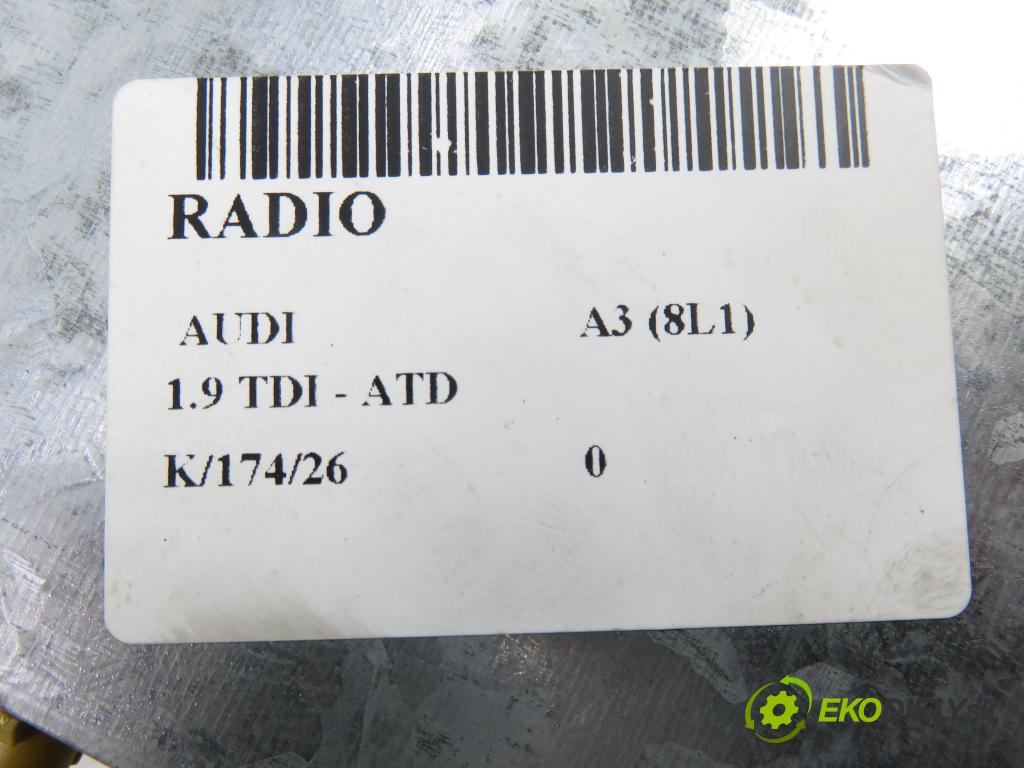 RADIO
AUDI A3 (8L1)
1.9 TDI - ATD
K/174/26 0
EKO